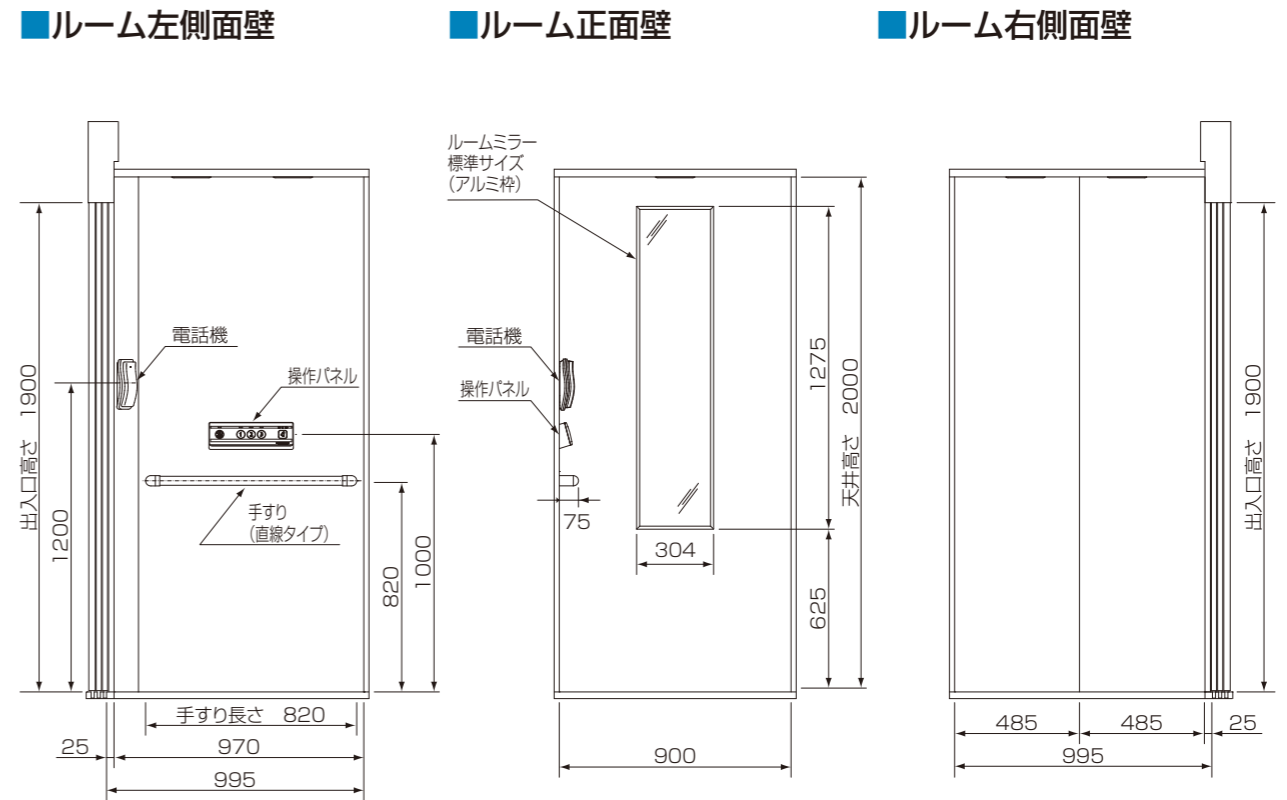 ■ルーム左側面壁
出入口高さ 1900
1200
電話機
操作パネル
①②③
手すり
(直線タイプ)
820
1000
手すり長さ 820
25
970
995
■ルーム正面壁
ルームミラー
標準サイズ
(アルミ枠)
電話機
操作パネル
75
304
1275
625
天井高さ 2000
900
■ルーム右側面壁
出入口高さ 1900
485
485
25
995